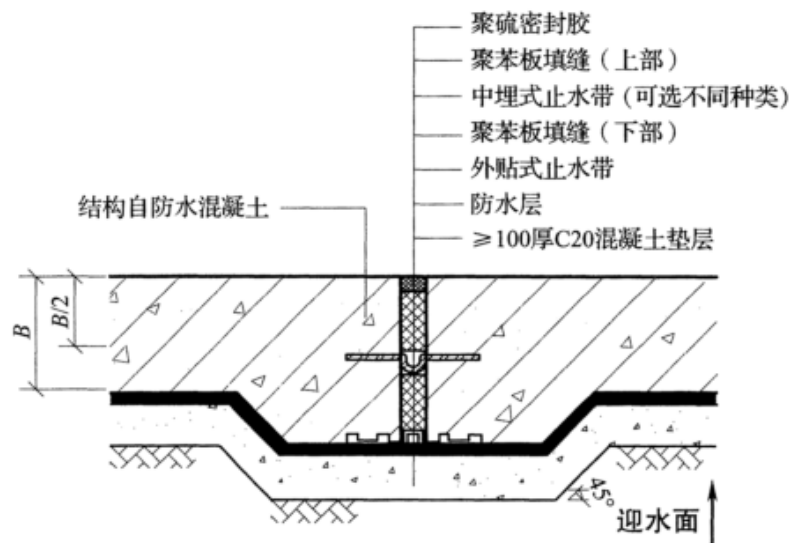 聚硫密封胶
聚苯板填缝（上部）
中埋式止水带（可选不同种类）
聚苯板填缝（下部）
外贴式止水带
防水层
≥100厚C20混凝土垫层
结构自防水混凝土
B
B/2
45°
迎水面